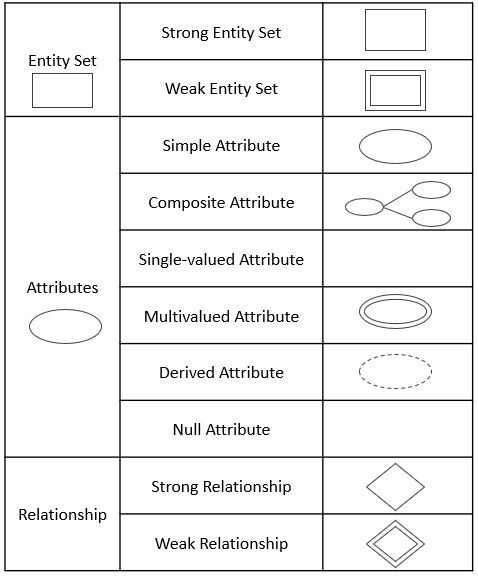 Entity Set
Strong Entity Set
Weak Entity Set
Attributes
Simple Attribute
Composite Attribute
Single-valued Attribute
Multivalued Attribute
Derived Attribute
Null Attribute
Relationship
Strong Relationship
Weak Relationship